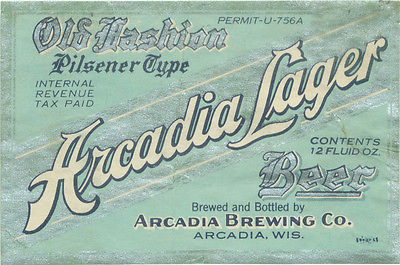 PERMIT-U-756A
Old Fashion
Pilsener Type
INTERNAL
REVENUE
TAX PAID
Arcadia Lager
CONTENTS
12 FLUID OZ.
Beer
Brewed and Bottled by
ARCADIA BREWING CO.
ARCADIA, WIS.